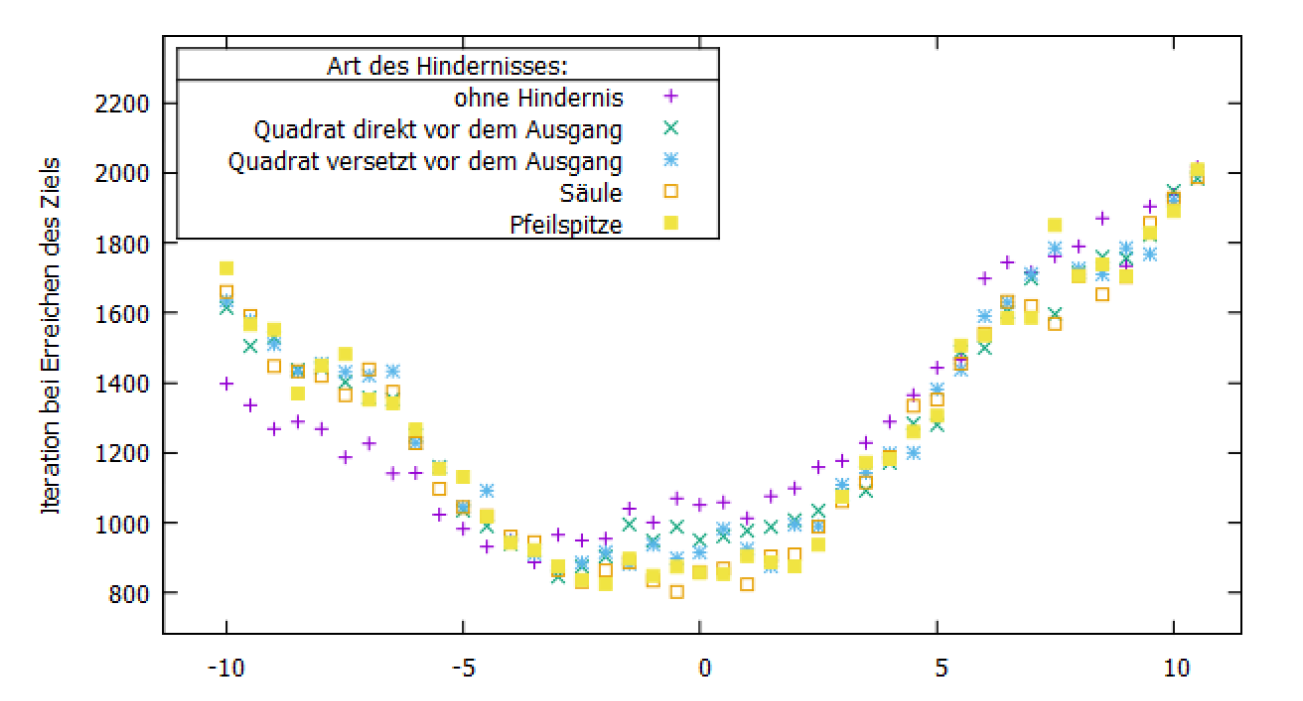 Art des Hindernisses:
ohne Hindernis
Quadrat direkt vor dem Ausgang
Quadrat versetzt vor dem Ausgang
Säule
Pfeilspitze
Iteration bei Erreichen des Ziels
2200
2000
1800
1600
1400
1200
1000
800
-10
-5
0
5
10